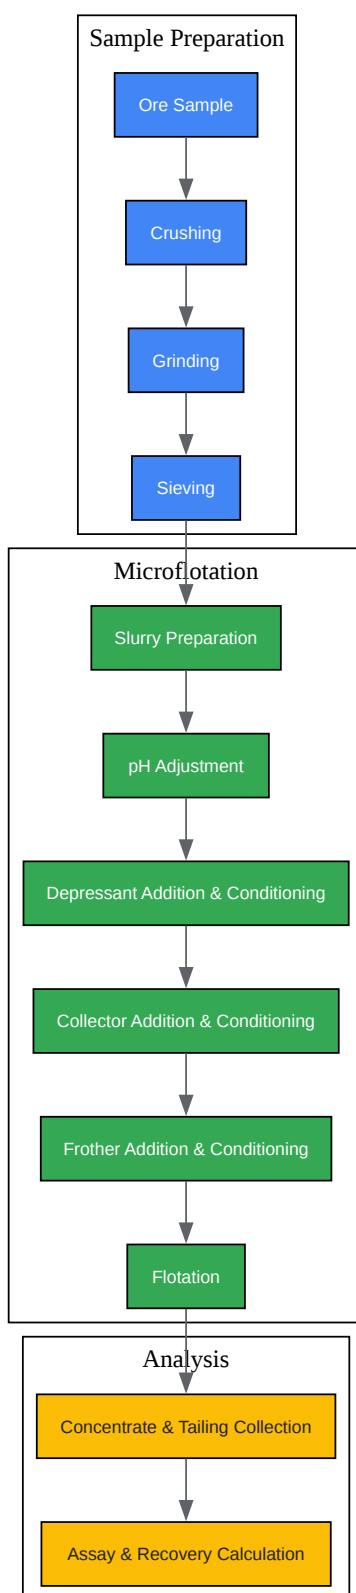 Sample Preparation
Ore Sample
Crushing
Grinding
Sieving
Microflotation
Slurry Preparation
pH Adjustment
Depressant Addition & Conditioning
Collector Addition & Conditioning
Frother Addition & Conditioning
Flotation
Analysis
Concentrate & Tailing Collection
Assay & Recovery Calculation